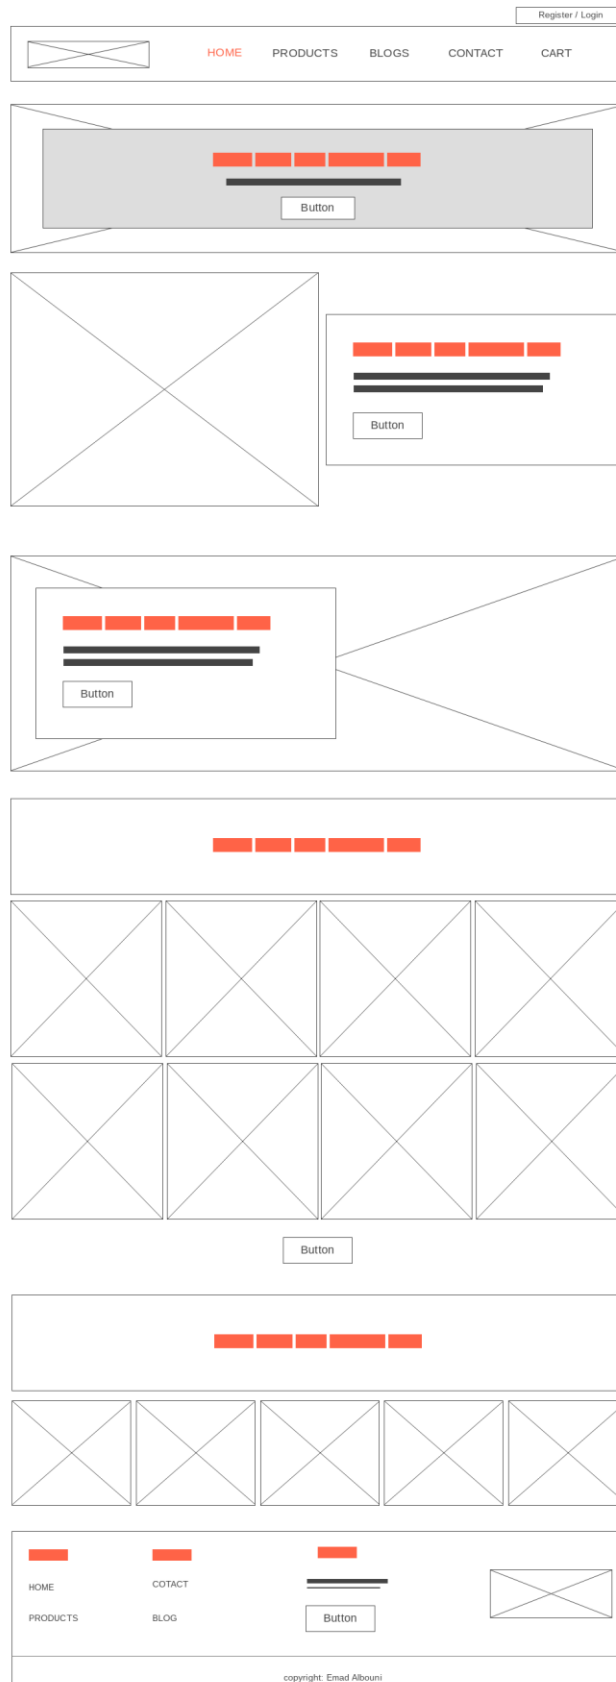 Register / Login
HOME PRODUCTS BLOGS CONTACT CART
Button
Button
Button
Button
HOME COTACT
PRODUCTS BLOG Button
copyright: Emad Albouni